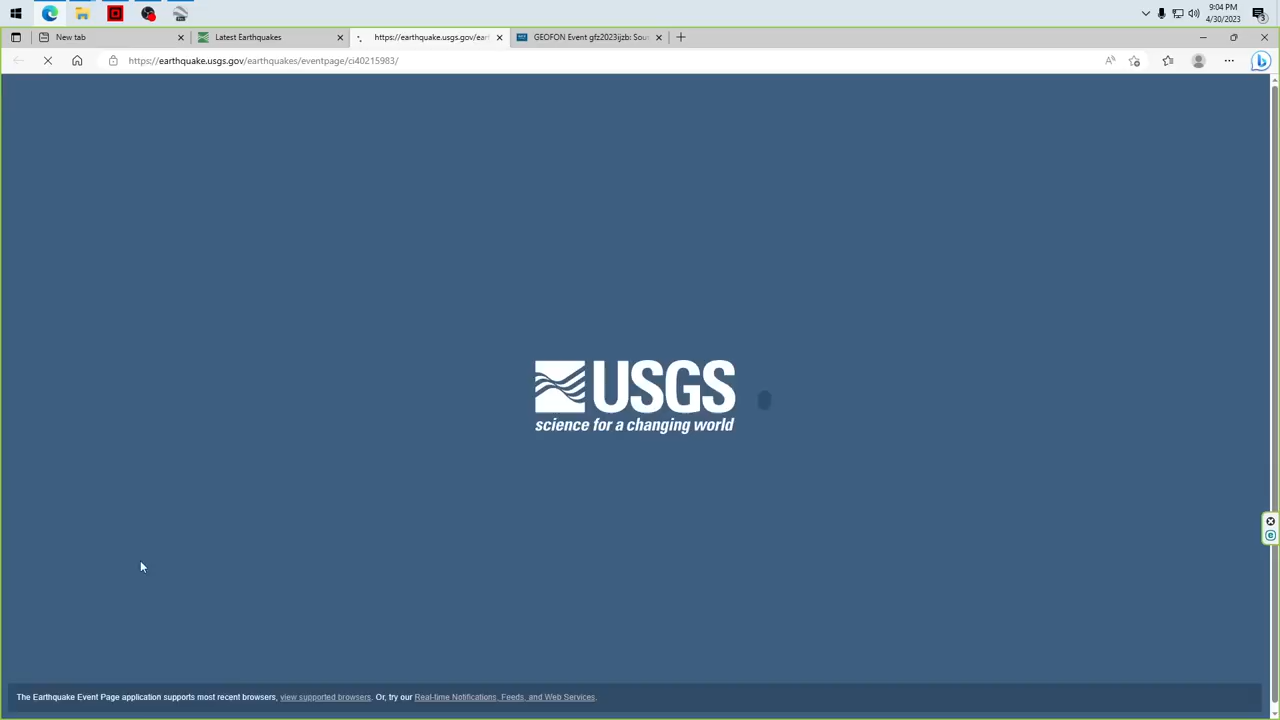 9:04 PM
4/30/2023
3
New tab
Latest Earthquakes
https://earthquake.usgs.gov/ear
GEOFON Event gfz2023ijzb: Sou
https://earthquake.usgs.gov/earthquakes/eventpage/ci40215983/
USGS
science for a changing world
The Earthquake Event Page application supports most recent browsers, view supported browsers. Or, try our Real-time Notifications, Feeds, and Web Services.